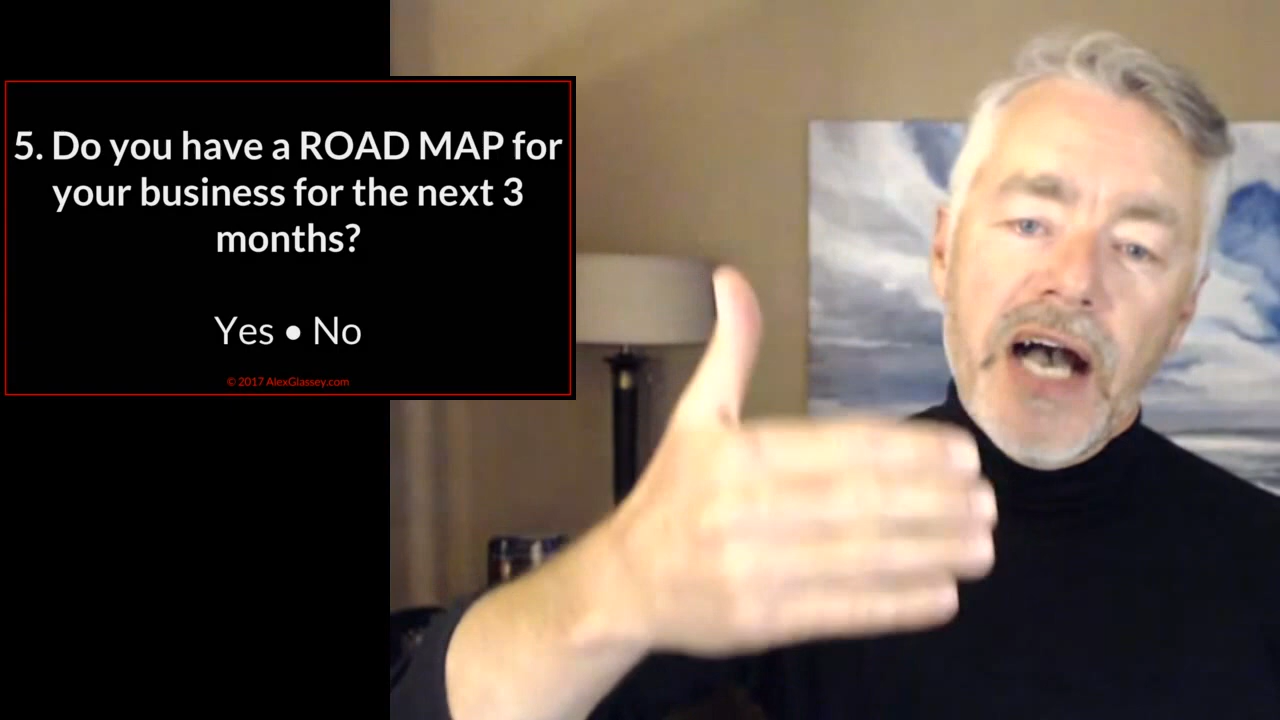 5. Do you have a ROAD MAP for
your business for the next 3
months?
Yes • No
© 2017 AlexGlassey.com